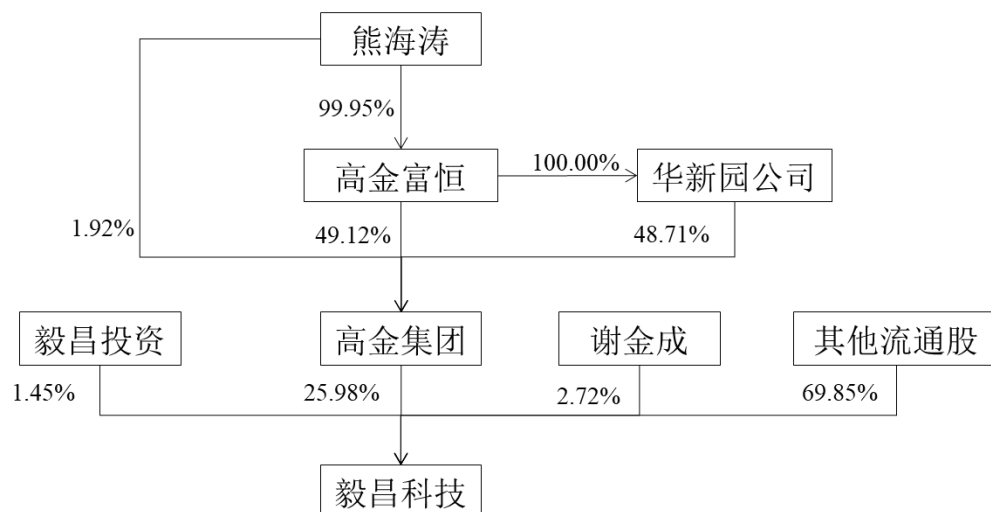 熊海涛
99.95%
高金富恒
100.00%
华新园公司
1.92%
49.12%
48.71%
毅昌投资
高金集团
谢金成
其他流通股
1.45%
25.98%
2.72%
69.85%
毅昌科技